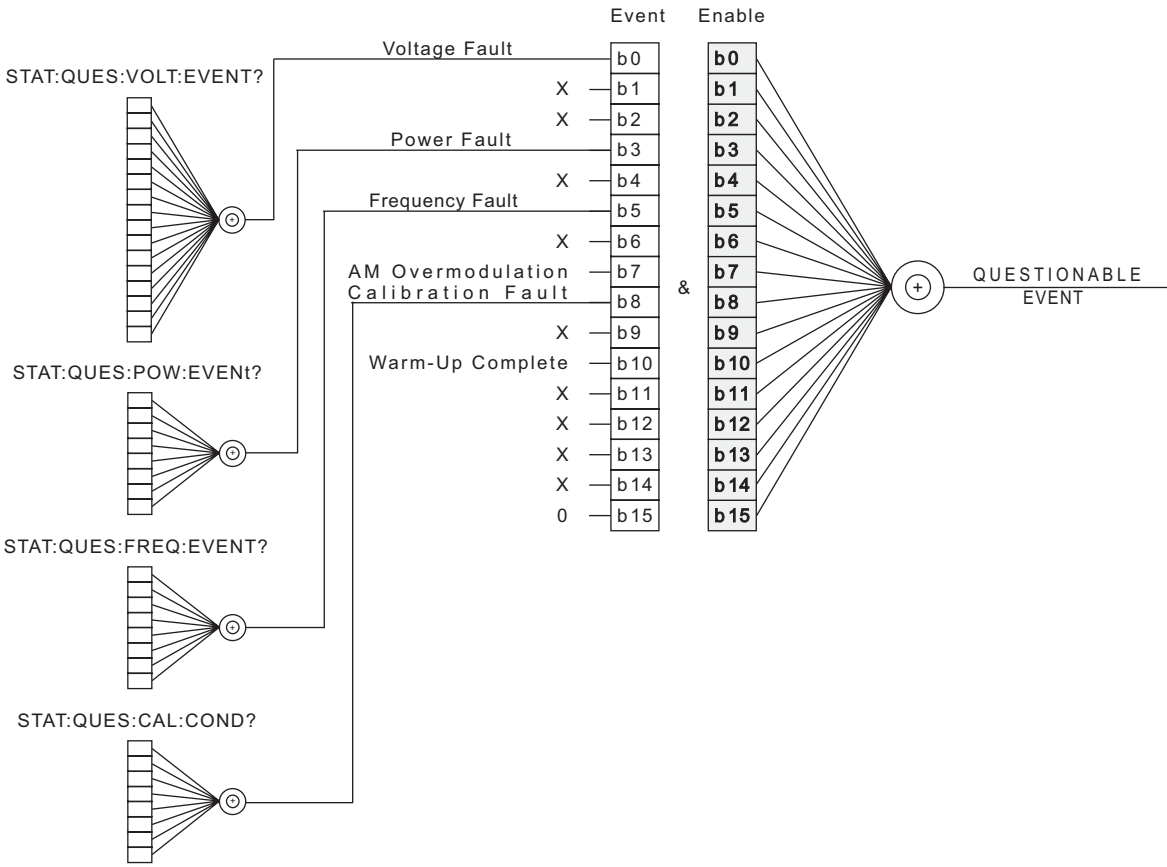 Event Enable
STAT:QUES:VOLT:EVENT?
Voltage Fault b0 b0
X b1 b1
X b2 b2
Power Fault b3 b3
X b4 b4
Frequency Fault b5 b5
X b6 b6
AM Overmodulation b7 & b7
Calibration Fault b8 b8
+ QUESTIONABLE
EVENT
X b9 b9
Warm-Up Complete b10 b10
X b11 b11
X b12 b12
X b13 b13
X b14 b14
0 b15 b15
+
STAT:QUES:POW:EVENt?
+
STAT:QUES:FREQ:EVENT?
+
STAT:QUES:CAL:COND?
+